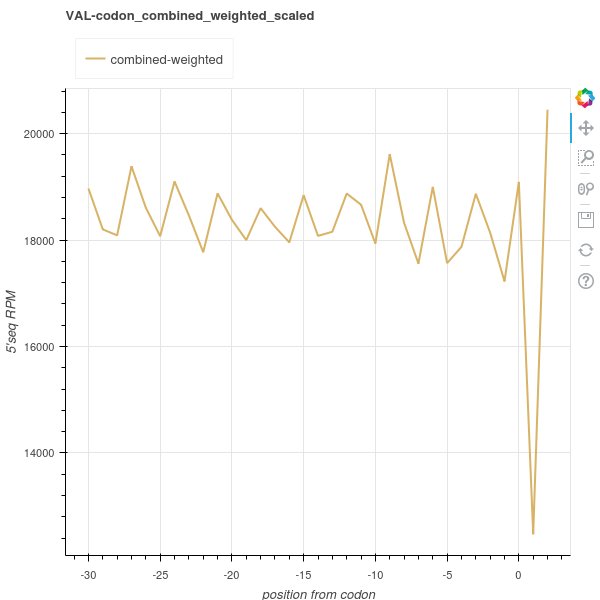 VAL-codon_combined_weighted_scaled
combined-weighted
20000
18000
16000
14000
5'seq RPM
-30 -25 -20 -15 -10 -5 0
position from codon
?